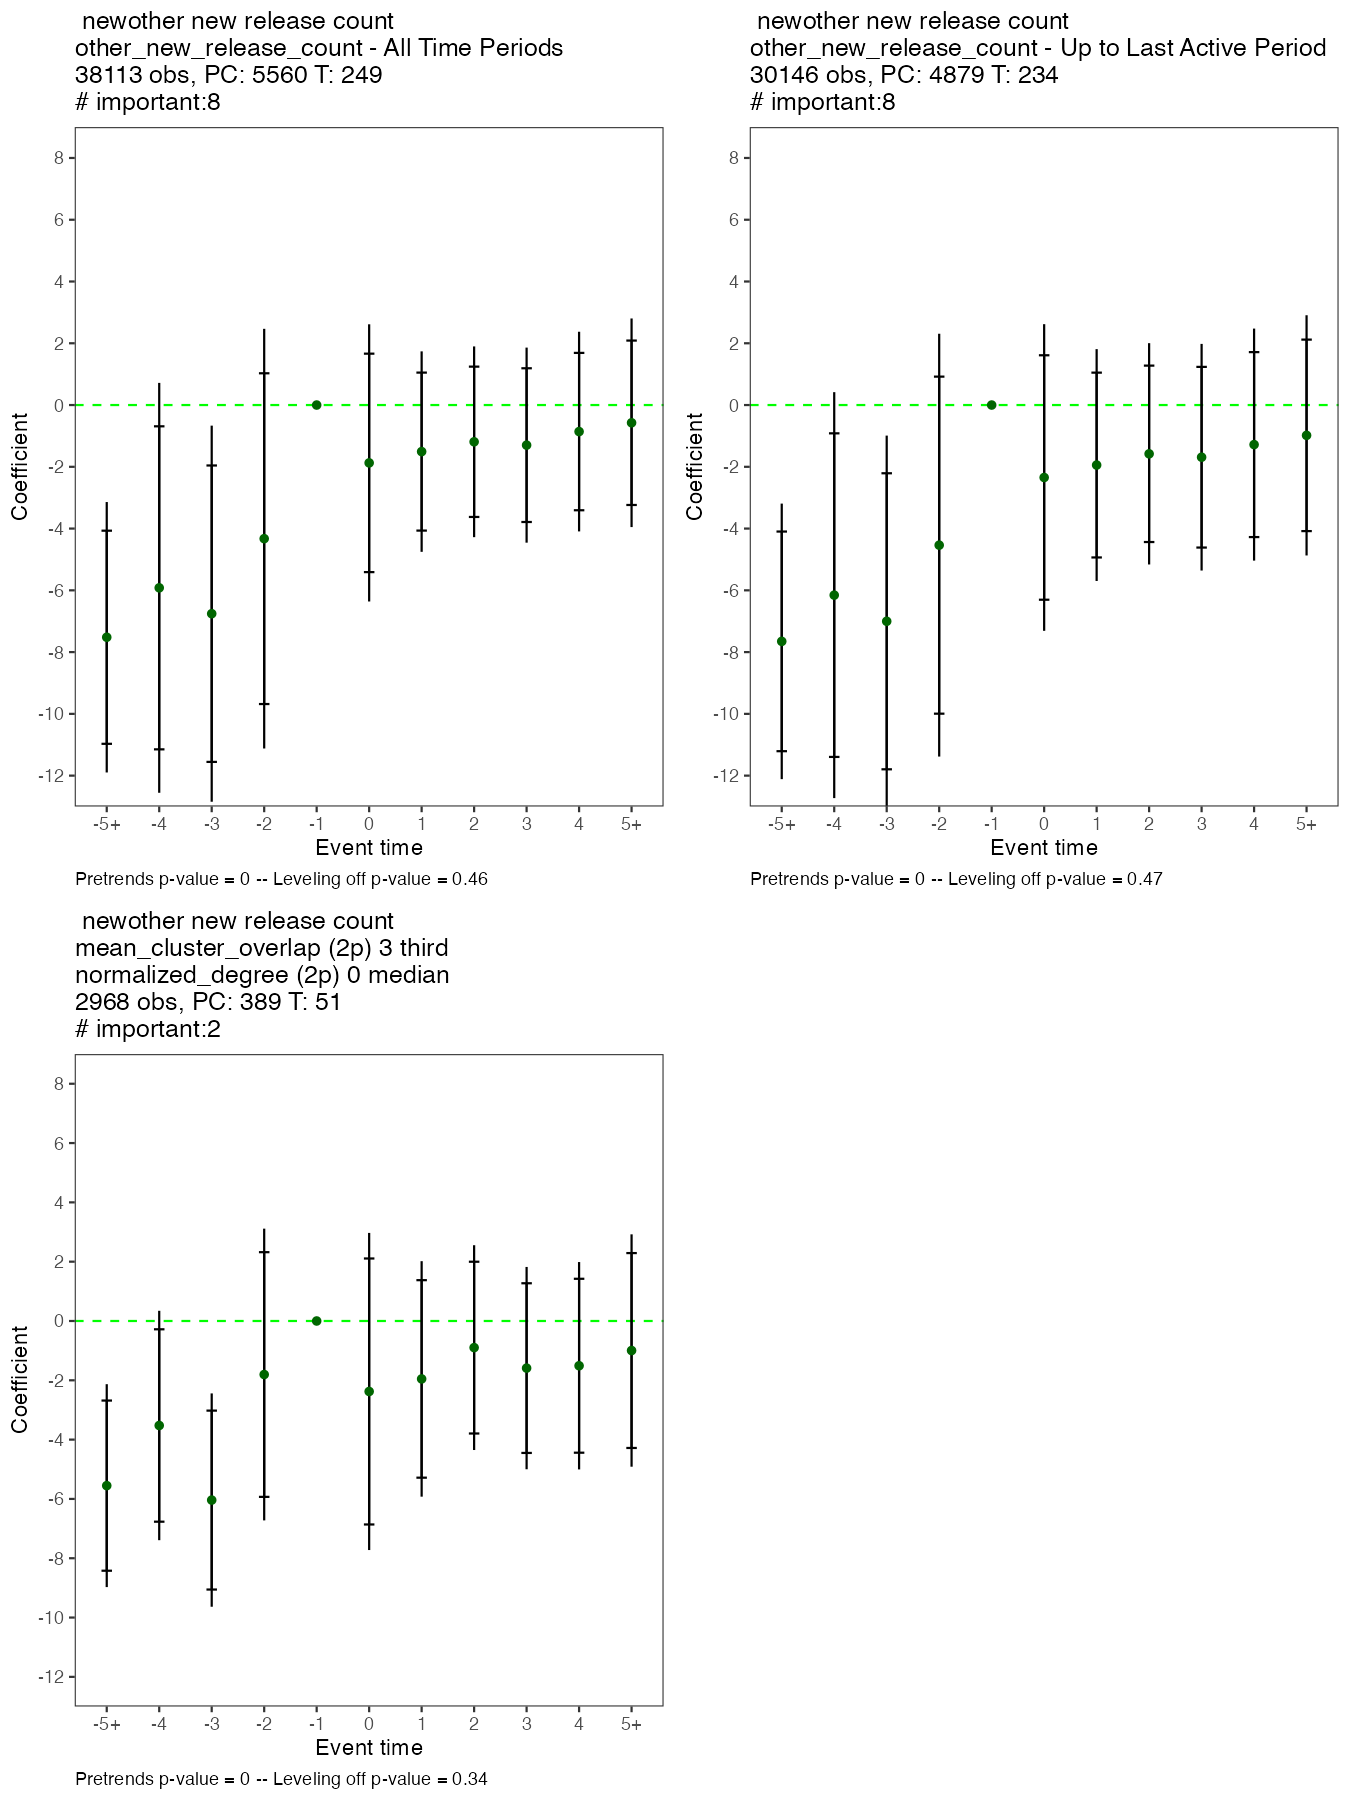 newother new release count
other_new_release_count - All Time Periods
38113 obs, PC: 5560 T: 249
# important:8
8
6
4
2
0
-2
-4
-6
-8
-10
-12
Coefficient
-5+ -4 -3 -2 -1 0 1 2 3 4 5+
Event time
Pretrends p-value = 0 -- Leveling off p-value = 0.46
newother new release count
other_new_release_count - Up to Last Active Period
30146 obs, PC: 4879 T: 234
# important:8
8
6
4
2
0
-2
-4
-6
-8
-10
-12
Coefficient
-5+ -4 -3 -2 -1 0 1 2 3 4 5+
Event time
Pretrends p-value = 0 -- Leveling off p-value = 0.47
newother new release count
mean_cluster_overlap (2p) 3 third
normalized_degree (2p) 0 median
2968 obs, PC: 389 T: 51
# important:2
8
6
4
2
0
-2
-4
-6
-8
-10
-12
Coefficient
-5+ -4 -3 -2 -1 0 1 2 3 4 5+
Event time
Pretrends p-value = 0 -- Leveling off p-value = 0.34